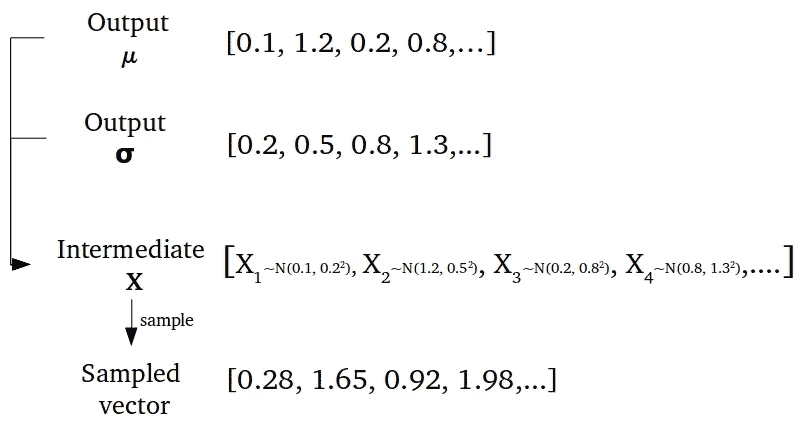 Output
μ [0.1, 1.2, 0.2, 0.8,...]
Output
σ [0.2, 0.5, 0.8, 1.3,...]
Intermediate
X [X₁~N(0.1, 0.2²), X₂~N(1.2, 0.5²), X₃~N(0.2, 0.8²), X₄~N(0.8, 1.3²),....]
sample
Sampled
vector [0.28, 1.65, 0.92, 1.98,...]